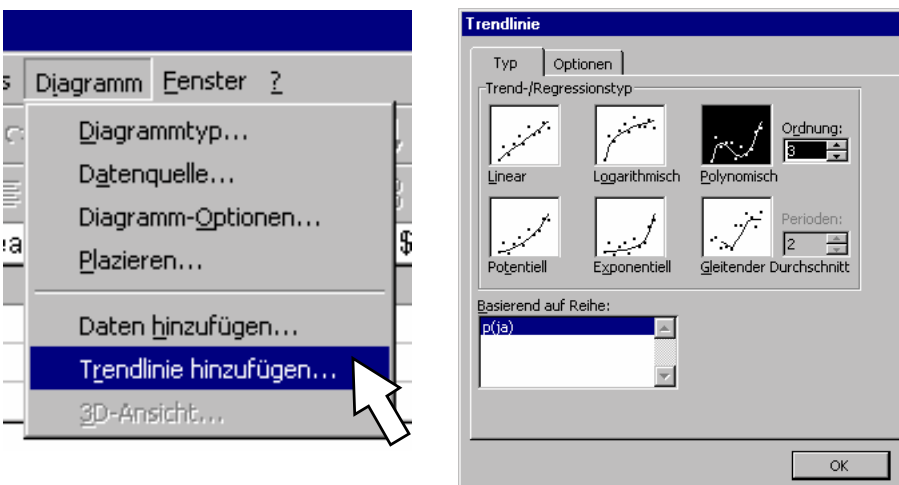 s Diagramm Fenster ?
Diagrammtyp...
Datenquelle...
Diagramm-Optionen...
Plazieren...
Daten hinzufügen...
Trendlinie hinzufügen...
3D-Ansicht...
a
$
Trendlinie
Typ Optionen
Trend-/Regressionstyp
Ordnung:
3
Linear Logarithmisch Polynomisch
Perioden:
2
Potentiell Exponentiell Gleitender Durchschnitt
Basierend auf Reihe:
p(ja)
OK